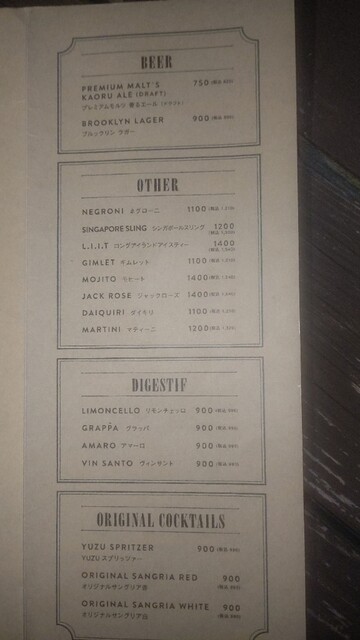 BEER
PREMIUM MALT'S 750
KAORU ALE (DRAFT)
プレミアムモルツ 香るエール (ドラフト)
BROOKLYN LAGER 900
ブルックリン ラガー
OTHER
NEGRONI ネグローニ 1100
SINGAPORE SLING シンガポールスリング 1200
L.I.I.T ロングアイランドアイスティー 1400
GIMLET ギムレット 1100
MOJITO モヒート 1400
JACK ROSE ジャックローズ 1400
DAIQUIRI ダイキリ 1100
MARTINI マティーニ 1200
DIGESTIF
LIMONCELLO リモンチェッロ 900
GRAPPA グラッパ 900
AMARO アマーロ 900
VIN SANTO ヴィンサント 900
ORIGINAL COCKTAILS
YUZU SPRITZER 900
YUZU スプリッツァー
ORIGINAL SANGRIA RED 900
オリジナルサングリア赤
ORIGINAL SANGRIA WHITE 900
オリジナルサングリア白